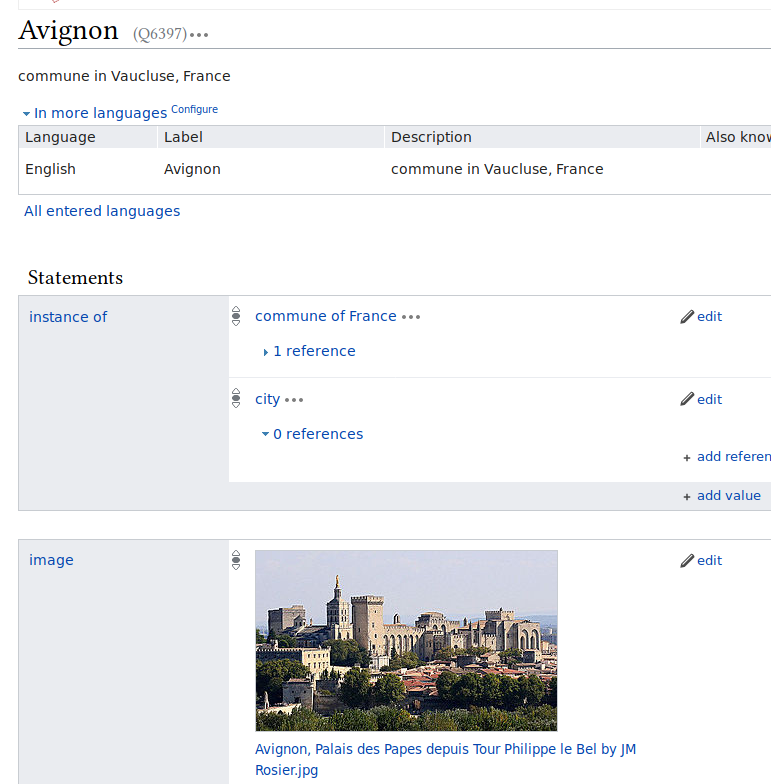 Avignon (Q6397)
commune in Vaucluse, France
In more languages Configure
Language Label Description Also
English Avignon commune in Vaucluse, France
All entered languages
Statements
instance of
commune of France
edit
1 reference
city
edit
0 references
+ add
+ add value
image
edit
Avignon, Palais des Papes depuis Tour Philippe le Bel by JM
Rosier.jpg